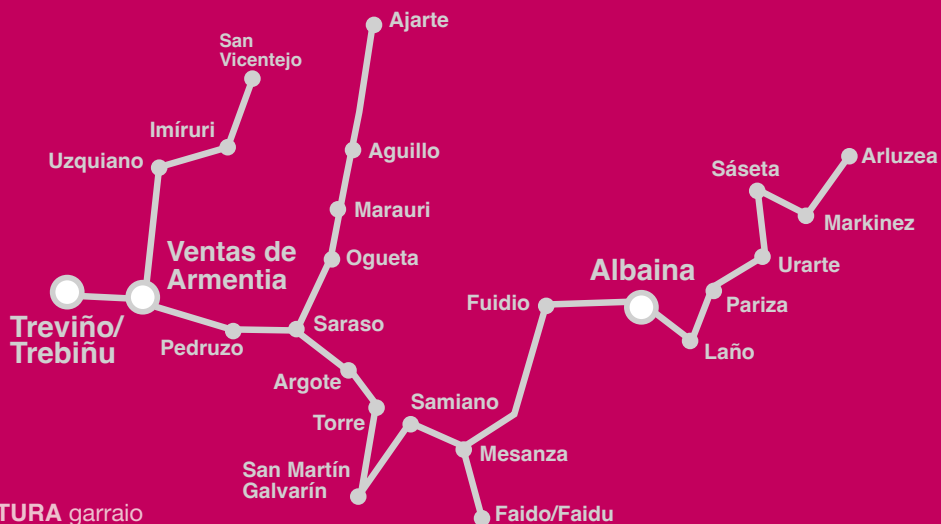 Ajarte
San
Vicentejo
Imíruri
Aguillo
Uzquiano
Arluzea
Sáseta
Marauri
Markinez
Ventas de
Armentia
Ogueta
Urarte
Albaina
Pariza
Fuidio
Treviño/
Trebiñu
Saraso
Pedruzo
Laño
Argote
Samiano
Torre
Mesanza
San Martín
Galvarín
Faido/Faidu
TURA garraio